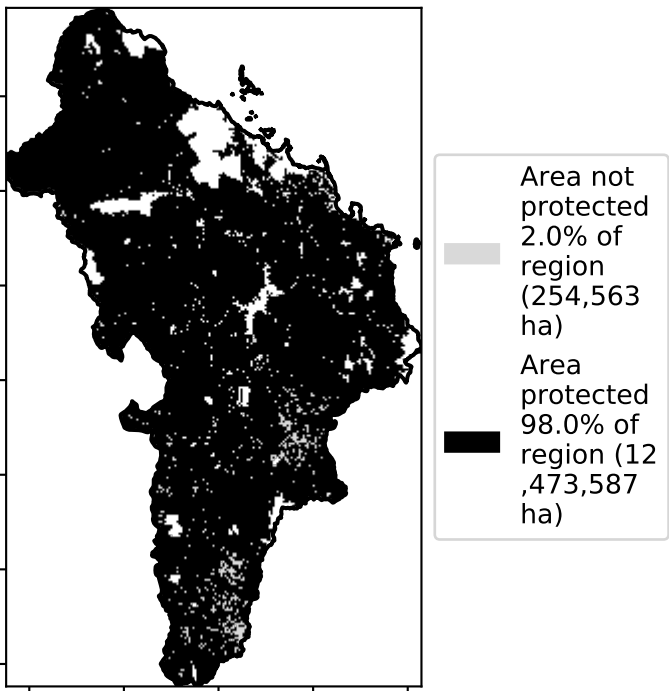 Area not
protected
2.0% of
region
(254,563
ha)
Area
protected
98.0% of
region (12
,473,587
ha)